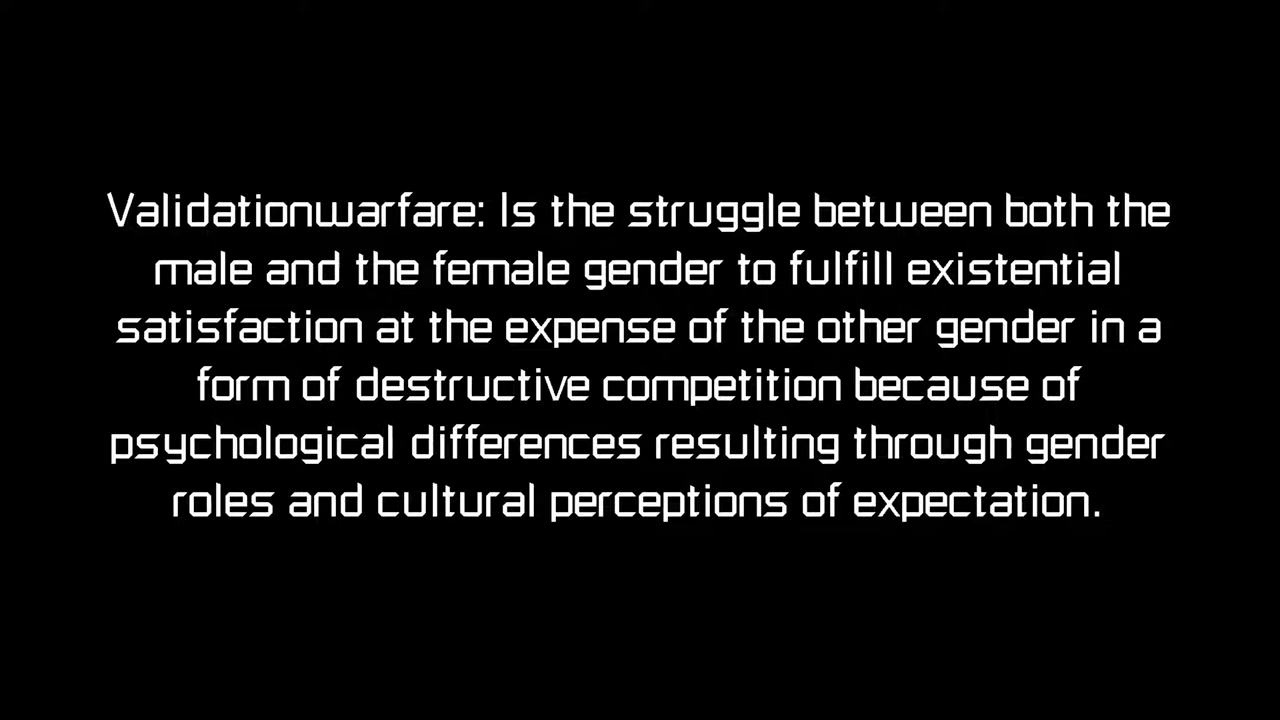 Validationwarfare: Is the struggle between both the
male and the female gender to fulfill existential
satisfaction at the expense of the other gender in a
form of destructive competition because of
psychological differences resulting through gender
roles and cultural perceptions of expectation.